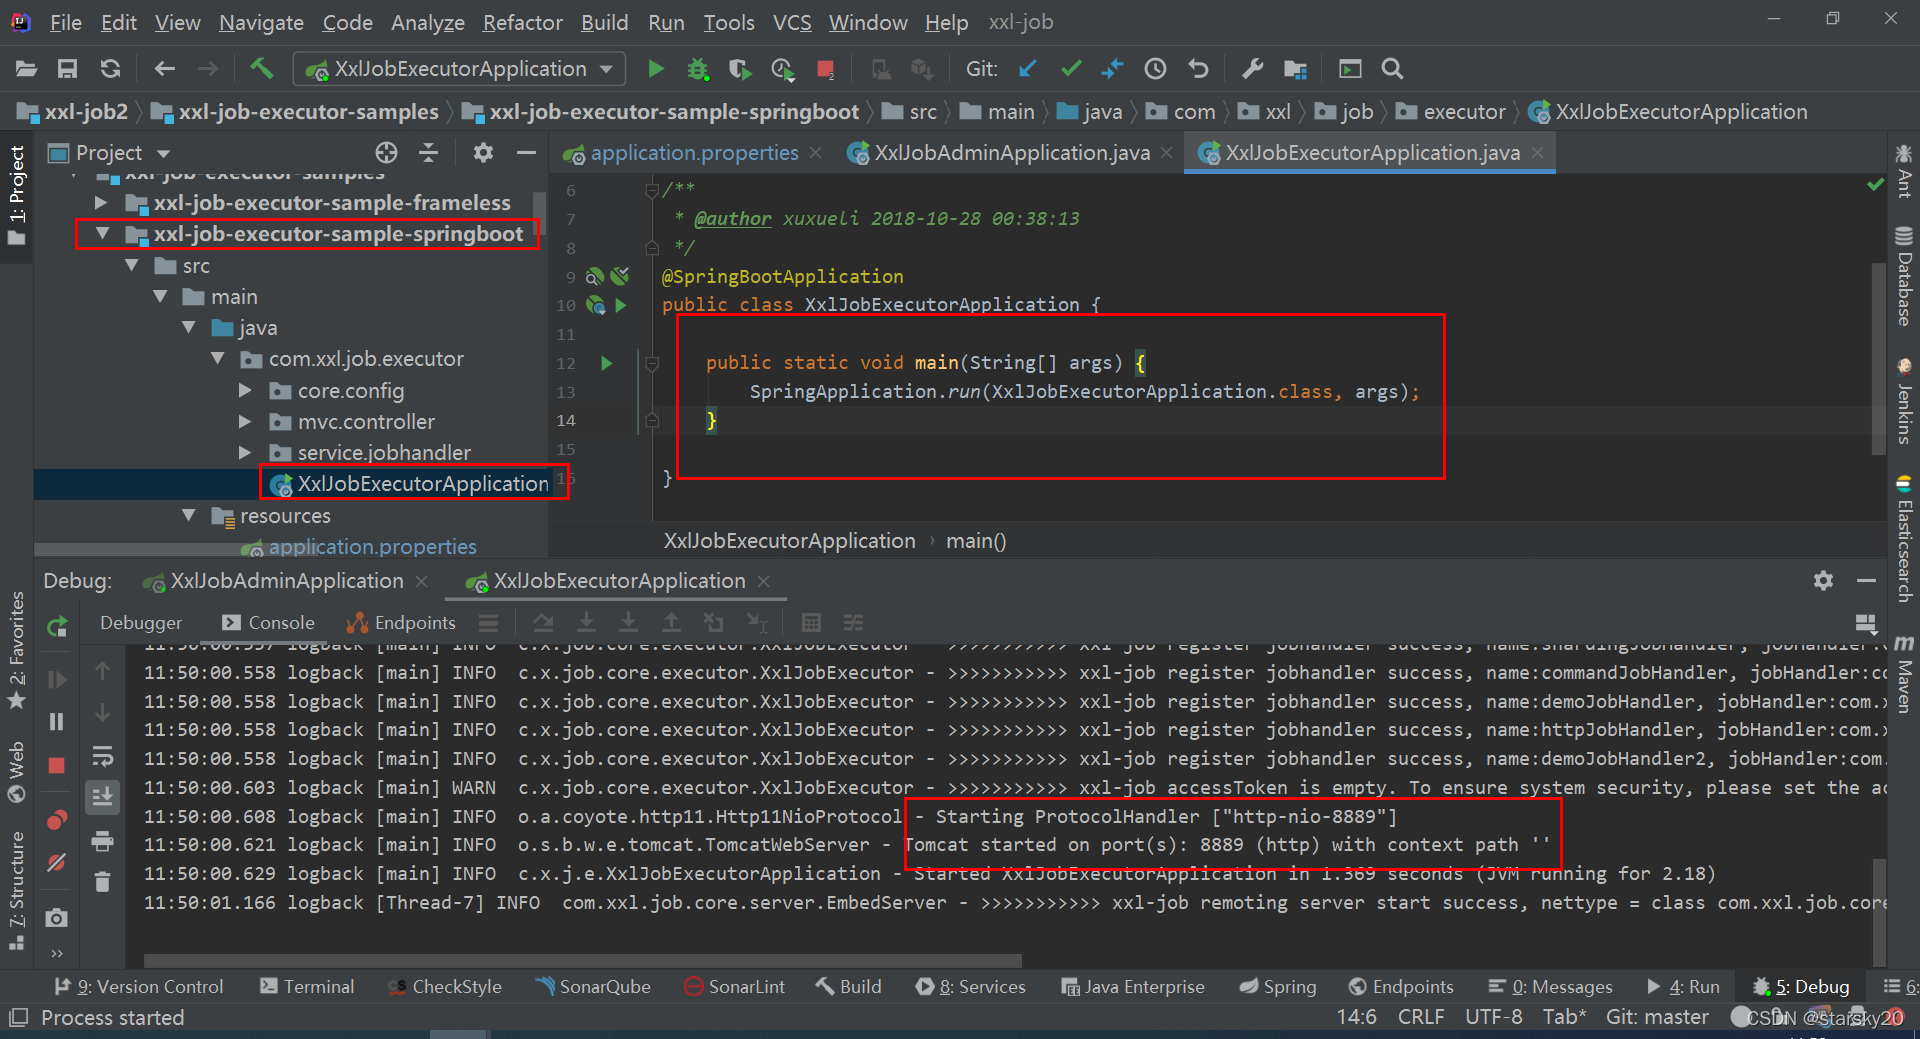 File Edit View Navigate Code Analyze Refactor Build Run Tools VCS Window Help xxl-job
XxlJobExecutorApplication Git:
xxl-job2 xxl-job-executor-samples xxl-job-executor-sample-springboot src main java com xxl job executor XxlJobExecutorApplication
Project
application.properties XxlJobAdminApplication.java XxlJobExecutorApplication.java
xxl-job-executor-samples
xxl-job-executor-sample-frameless
xxl-job-executor-sample-springboot
src
main
java
com.xxl.job.executor
core.config
mvc.controller
service.jobhandler
XxlJobExecutorApplication
resources
application.properties
6 /**
7 * @author xuxueli 2018-10-28 00:38:13
8 */
9 @SpringBootApplication
10 public class XxlJobExecutorApplication {
11
12 public static void main(String[] args) {
13 SpringApplication.run(XxlJobExecutorApplication.class, args);
14 }
15
16 }
XxlJobExecutorApplication › main()
1: Project
2: Favorites
Web
7: Structure
Ant
Database
Jenkins
Elasticsearch
Maven
Debug: XxlJobAdminApplication XxlJobExecutorApplication
Debugger Console Endpoints
11:50:00.557 logback [main] INFO c.x.job.core.executor.XxlJobExecutor - >>>>>>>>>>> xxl-job register jobhandler success, name:shardingJobHandler, jobHandler:c
11:50:00.558 logback [main] INFO c.x.job.core.executor.XxlJobExecutor - >>>>>>>>>>> xxl-job register jobhandler success, name:commandJobHandler, jobHandler:co
11:50:00.558 logback [main] INFO c.x.job.core.executor.XxlJobExecutor - >>>>>>>>>>> xxl-job register jobhandler success, name:demoJobHandler, jobHandler:com.x
11:50:00.558 logback [main] INFO c.x.job.core.executor.XxlJobExecutor - >>>>>>>>>>> xxl-job register jobhandler success, name:httpJobHandler, jobHandler:com.x
11:50:00.558 logback [main] INFO c.x.job.core.executor.XxlJobExecutor - >>>>>>>>>>> xxl-job register jobhandler success, name:demoJobHandler2, jobHandler:com.
11:50:00.603 logback [main] WARN c.x.job.core.executor.XxlJobExecutor - >>>>>>>>>>> xxl-job accessToken is empty. To ensure system security, please set the ac
11:50:00.608 logback [main] INFO o.a.coyote.http11.Http11NioProtocol - Starting ProtocolHandler ["http-nio-8889"]
11:50:00.621 logback [main] INFO o.s.b.w.e.tomcat.TomcatWebServer - Tomcat started on port(s): 8889 (http) with context path ''
11:50:00.629 logback [main] INFO c.x.j.e.XxlJobExecutorApplication - Started XxlJobExecutorApplication in 1.369 seconds (JVM running for 2.18)
11:50:01.166 logback [Thread-7] INFO com.xxl.job.core.server.EmbedServer - >>>>>>>>>>> xxl-job remoting server start success, nettype = class com.xxl.job.core
9: Version Control Terminal CheckStyle SonarQube SonarLint Build 8: Services Java Enterprise Spring Endpoints 0: Messages 4: Run 5: Debug 6:
Process started 14:6 CRLF UTF-8 Tab* Git: master
CSDN @starsky20